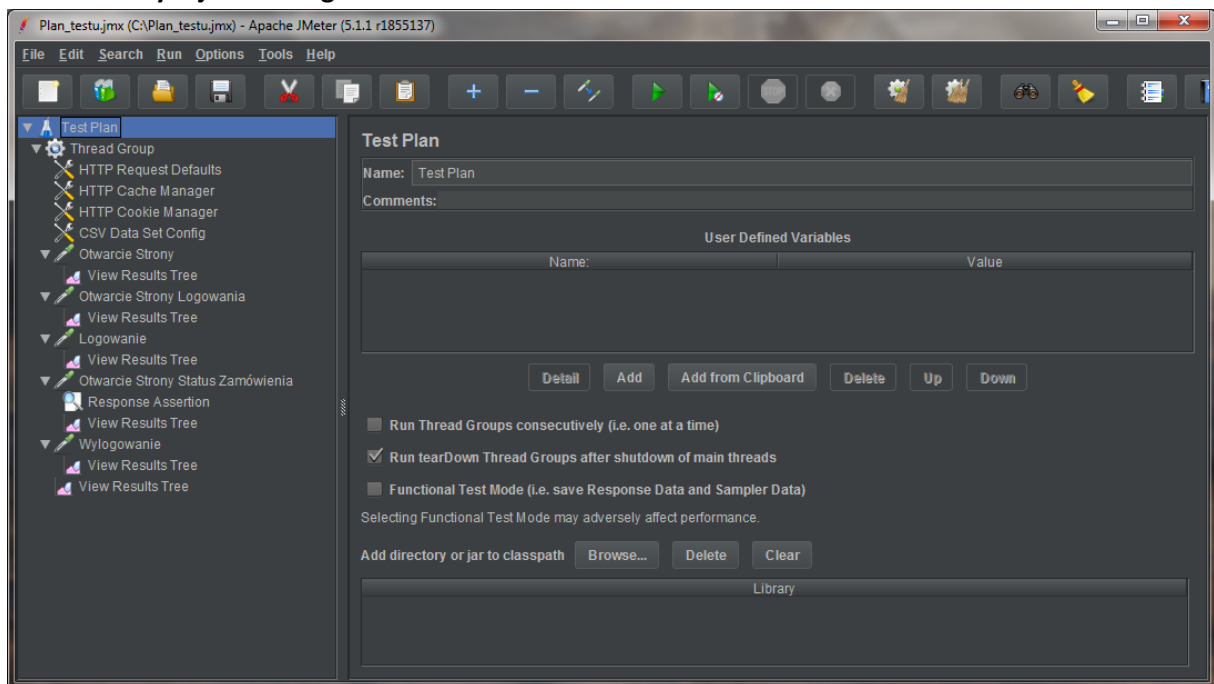 Plan_testu.jmx (C:\Plan_testu.jmx) - Apache JMeter (5.1.1 r1855137)
File Edit Search Run Options Tools Help
STOP
Test Plan
Thread Group
HTTP Request Defaults
HTTP Cache Manager
HTTP Cookie Manager
CSV Data Set Config
Otwarcie Strony
View Results Tree
Otwarcie Strony Logowania
View Results Tree
Logowanie
View Results Tree
Otwarcie Strony Status Zamówienia
Response Assertion
View Results Tree
Wylogowanie
View Results Tree
View Results Tree
Test Plan
Name: Test Plan
Comments:
User Defined Variables
Name: Value
Detail Add Add from Clipboard Delete Up Down
Run Thread Groups consecutively (i.e. one at a time)
Run tearDown Thread Groups after shutdown of main threads
Functional Test Mode (i.e. save Response Data and Sampler Data)
Selecting Functional Test Mode may adversely affect performance.
Add directory or jar to classpath Browse... Delete Clear
Library